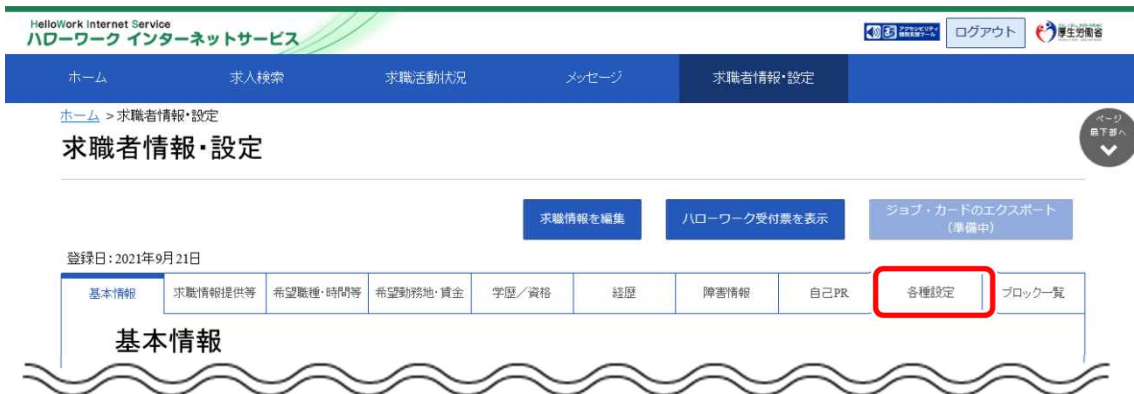 HelloWork Internet Service
ハローワーク インターネットサービス
ログアウト
厚生労働省
ホーム
求人検索
求職活動状況
メッセージ
求職者情報・設定
ホーム >求職者情報・設定
ページ
最下部へ
求職者情報・設定
求職情報を編集
ハローワーク受付票を表示
ジョブ・カードのエクスポート
(準備中)
登録日:2021年9月21日
基本情報
求職情報提供等
希望職種・時間等
希望勤務地・賃金
学歴/資格
経歴
障害情報
自己PR
各種設定
ブロック一覧
基本情報